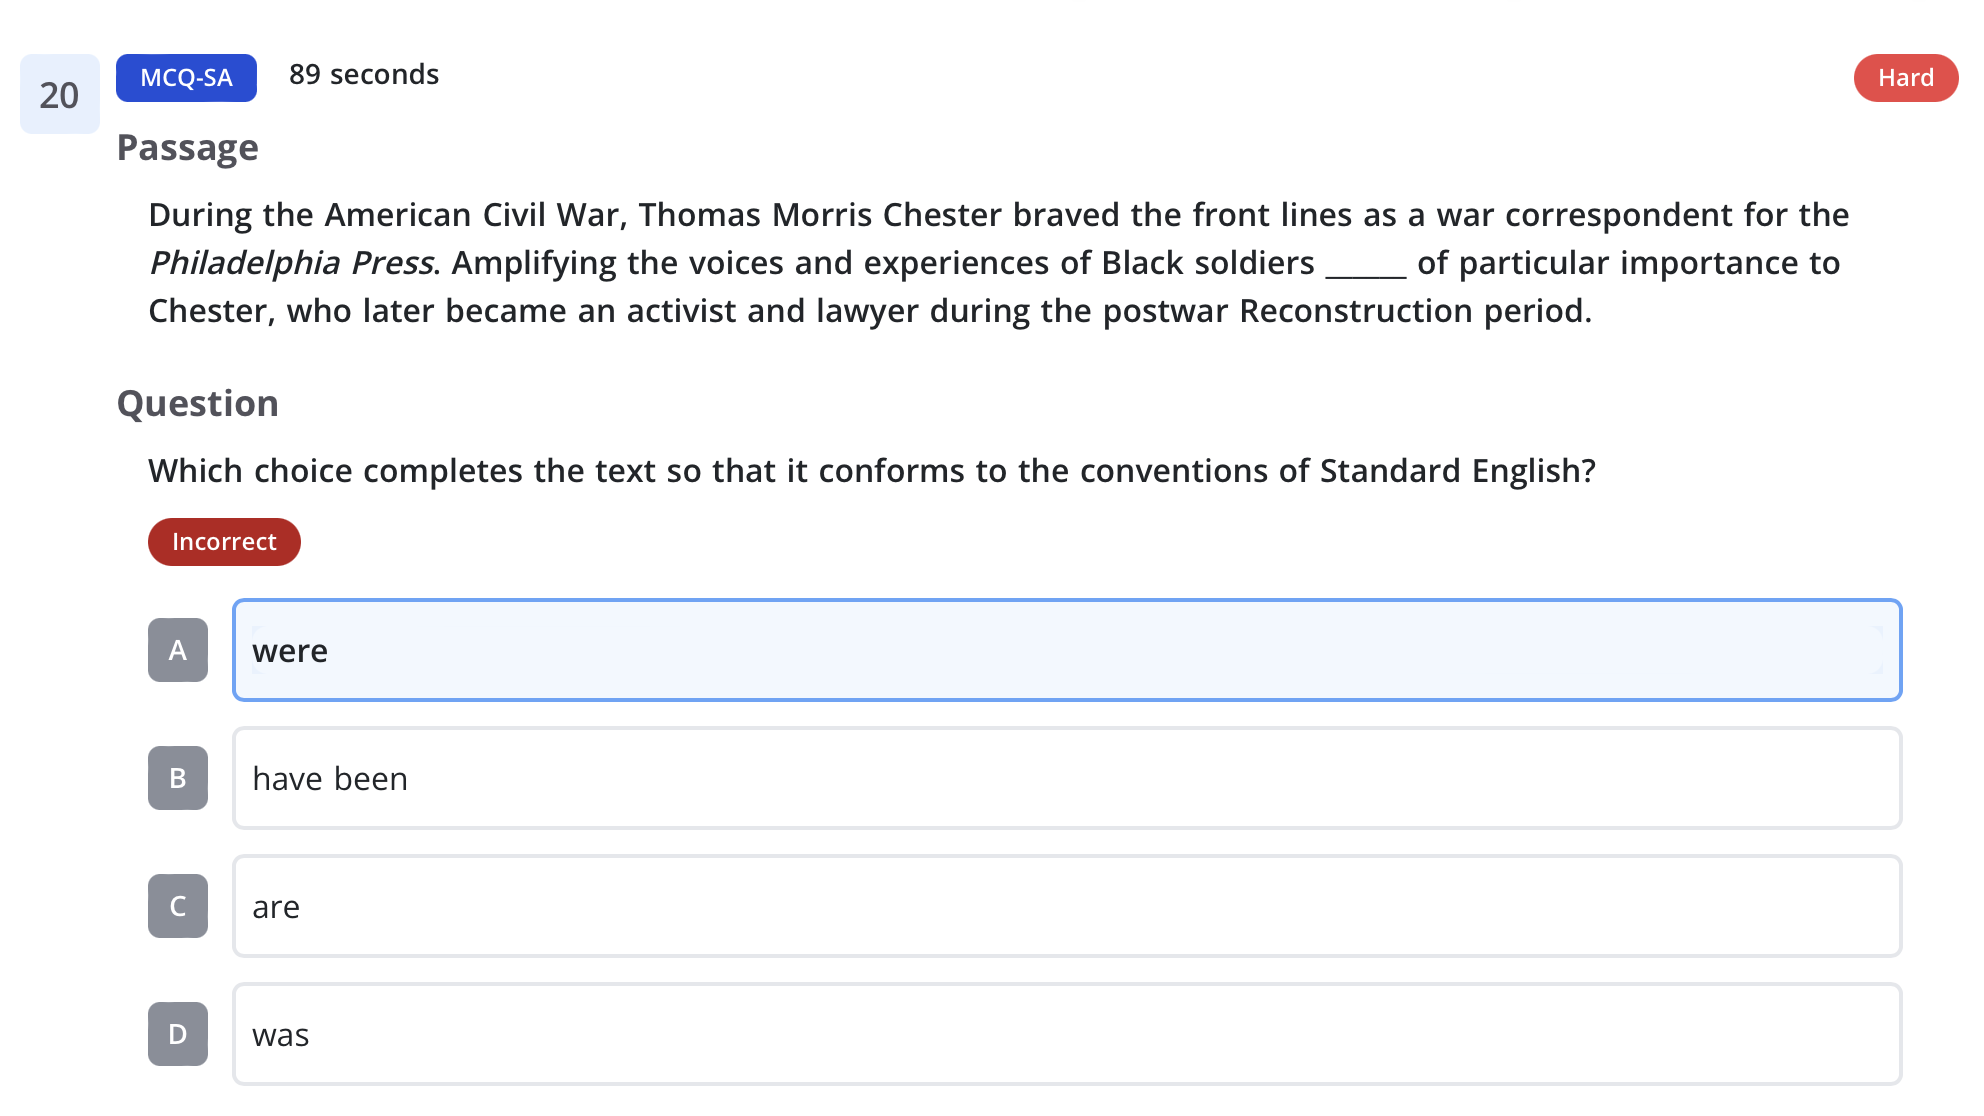 20
MCQ-SA 89 seconds Hard
Passage
During the American Civil War, Thomas Morris Chester braved the front lines as a war correspondent for the
Philadelphia Press. Amplifying the voices and experiences of Black soldiers ______ of particular importance to
Chester, who later became an activist and lawyer during the postwar Reconstruction period.
Question
Which choice completes the text so that it conforms to the conventions of Standard English?
Incorrect
A were
B have been
C are
D was